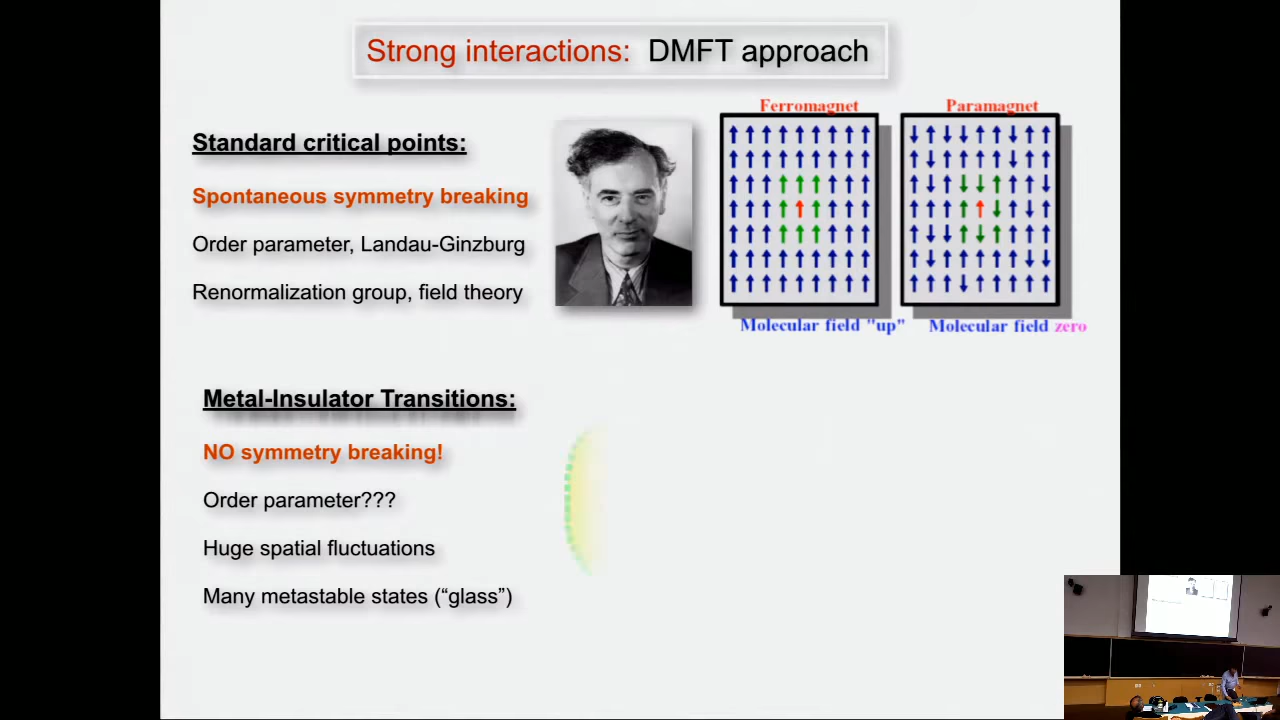 Strong interactions: DMFT approach
Standard critical points:
Spontaneous symmetry breaking
Order parameter, Landau-Ginzburg
Renormalization group, field theory
Ferromagnet
Paramagnet
Molecular field "up"
Molecular field zero
Metal-Insulator Transitions:
NO symmetry breaking!
Order parameter???
Huge spatial fluctuations
Many metastable states (“glass”)